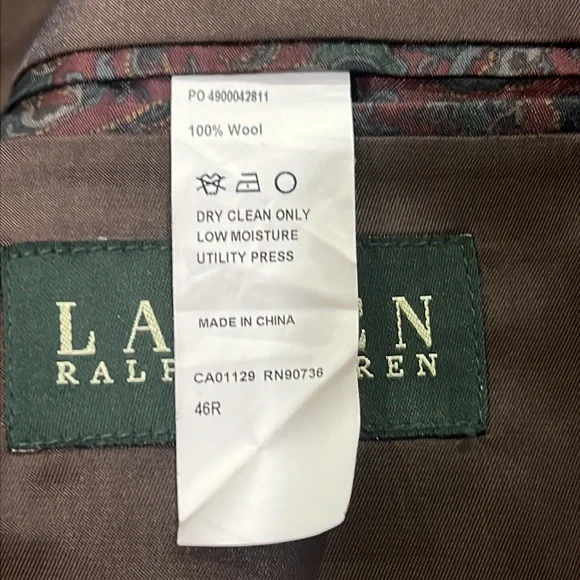 PO 4900042811
100% Wool
DRY CLEAN ONLY
LOW MOISTURE
UTILITY PRESS
MADE IN CHINA
CA01129 RN90736
46R